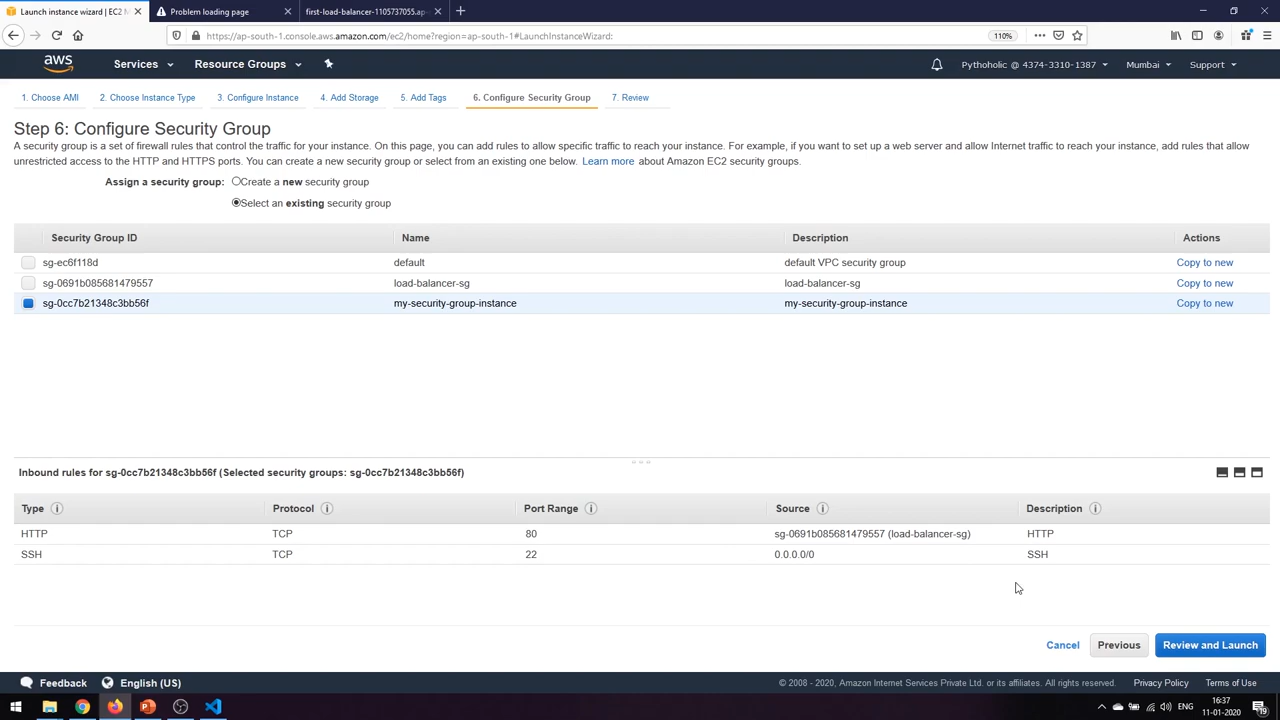 Launch instance wizard | EC2 M
Problem loading page
first-load-balancer-1105737055.ap-
https://ap-south-1.console.aws.amazon.com/ec2/home?region=ap-south-1#LaunchInstanceWizard:
110%
aws
Services
Resource Groups
Pythoholic @ 4374-3310-1387
Mumbai
Support
1. Choose AMI
2. Choose Instance Type
3. Configure Instance
4. Add Storage
5. Add Tags
6. Configure Security Group
7. Review
Step 6: Configure Security Group
A security group is a set of firewall rules that control the traffic for your instance. On this page, you can add rules to allow specific traffic to reach your instance. For example, if you want to set up a web server and allow Internet traffic to reach your instance, add rules that allow
unrestricted access to the HTTP and HTTPS ports. You can create a new security group or select from an existing one below. Learn more about Amazon EC2 security groups.
Assign a security group:
Create a new security group
Select an existing security group
Security Group ID
Name
Description
Actions
sg-ec6f118d
default
default VPC security group
Copy to new
sg-0691b085681479557
load-balancer-sg
load-balancer-sg
Copy to new
sg-0cc7b21348c3bb56f
my-security-group-instance
my-security-group-instance
Copy to new
Inbound rules for sg-0cc7b21348c3bb56f (Selected security groups: sg-0cc7b21348c3bb56f)
Type
Protocol
Port Range
Source
Description
HTTP
TCP
80
sg-0691b085681479557 (load-balancer-sg)
HTTP
SSH
TCP
22
0.0.0.0/0
SSH
Cancel
Previous
Review and Launch
Feedback
English (US)
© 2008 - 2020, Amazon Internet Services Private Ltd. or its affiliates. All rights reserved.
Privacy Policy
Terms of Use
ENG
16:37
11-01-2020
19